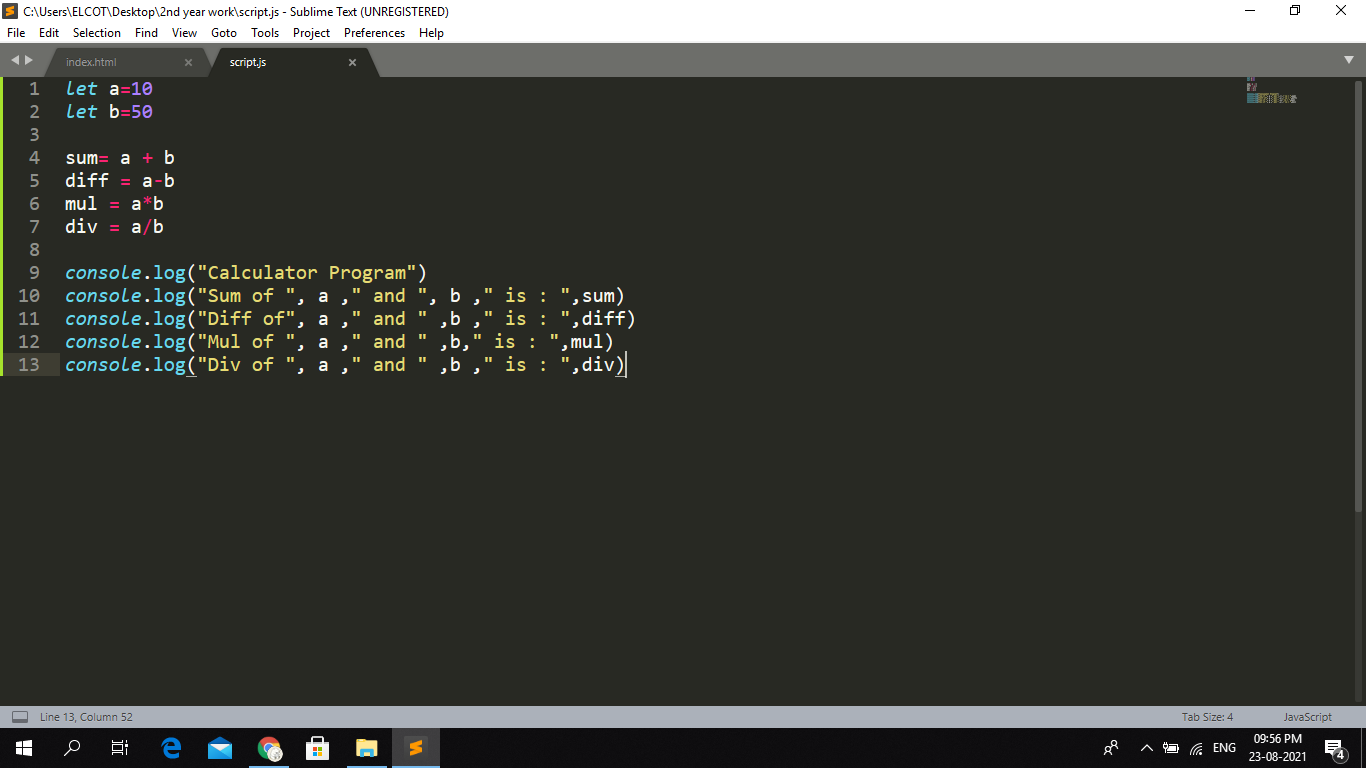 C:\Users\ELCOT\Desktop\2nd year work\script.js - Sublime Text (UNREGISTERED)
File Edit Selection Find View Goto Tools Project Preferences Help
index.html script.js
1 let a=10
2 let b=50
3
4 sum= a + b
5 diff = a-b
6 mul = a*b
7 div = a/b
8
9 console.log("Calculator Program")
10 console.log("Sum of ", a ," and ", b ," is : ",sum)
11 console.log("Diff of", a ," and " ,b ," is : ",diff)
12 console.log("Mul of ", a ," and " ,b," is : ",mul)
13 console.log("Div of ", a ," and " ,b ," is : ",div)
Line 13, Column 52 Tab Size: 4 JavaScript
ENG 09:56 PM 4
23-08-2021